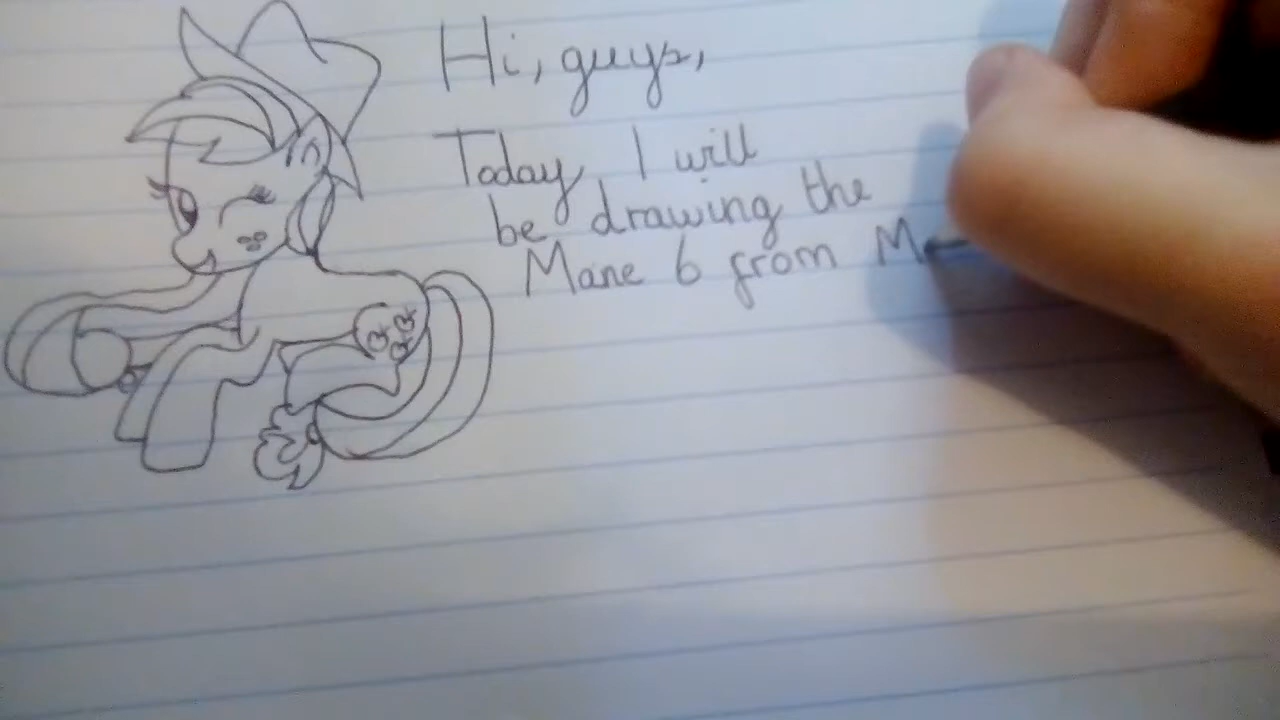 Hi, guys,
Today, I will
be drawing the
Mane 6 from M